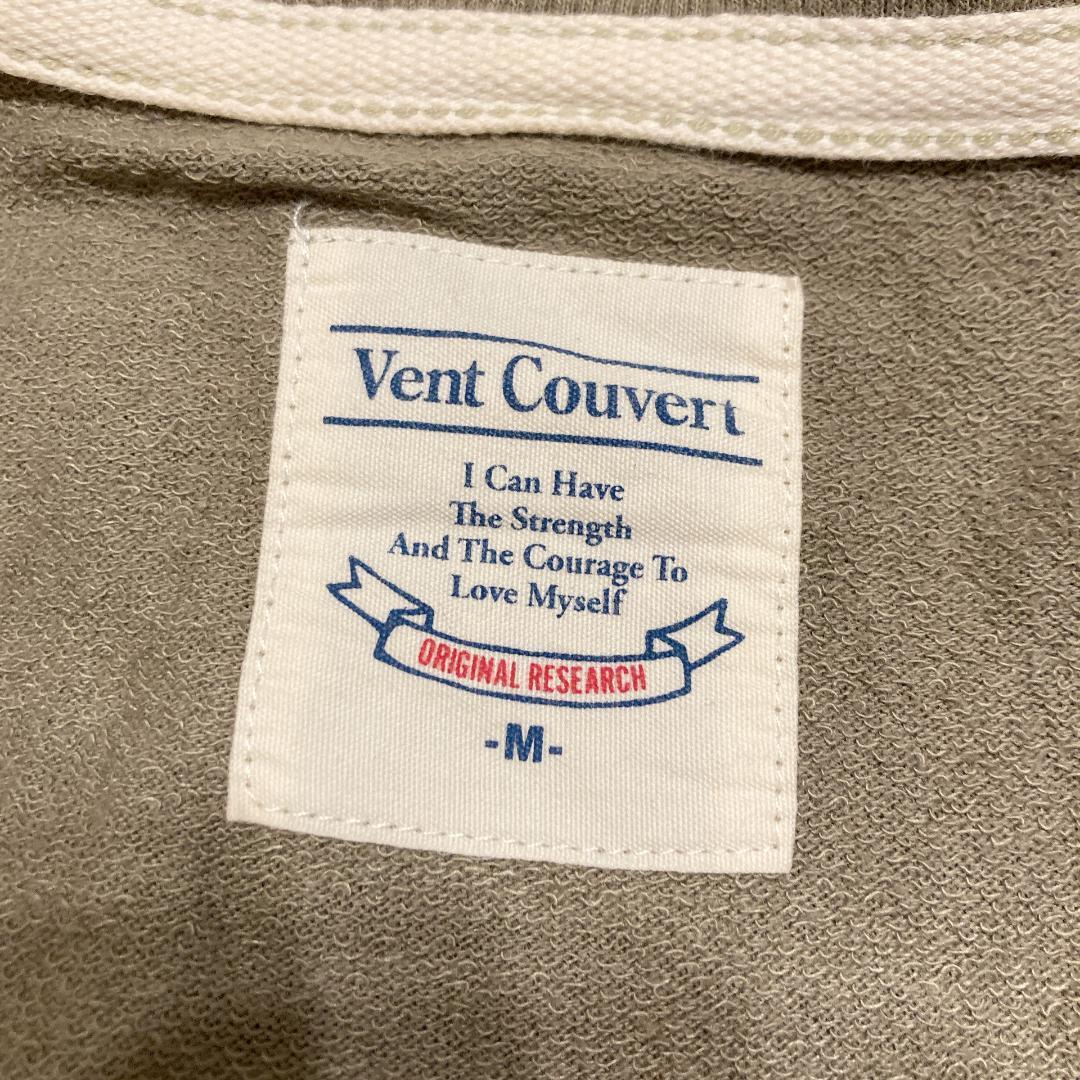 Vent Couvert
I Can Have
The Strength
And The Courage To
Love Myself
ORIGINAL RESEARCH
-M-